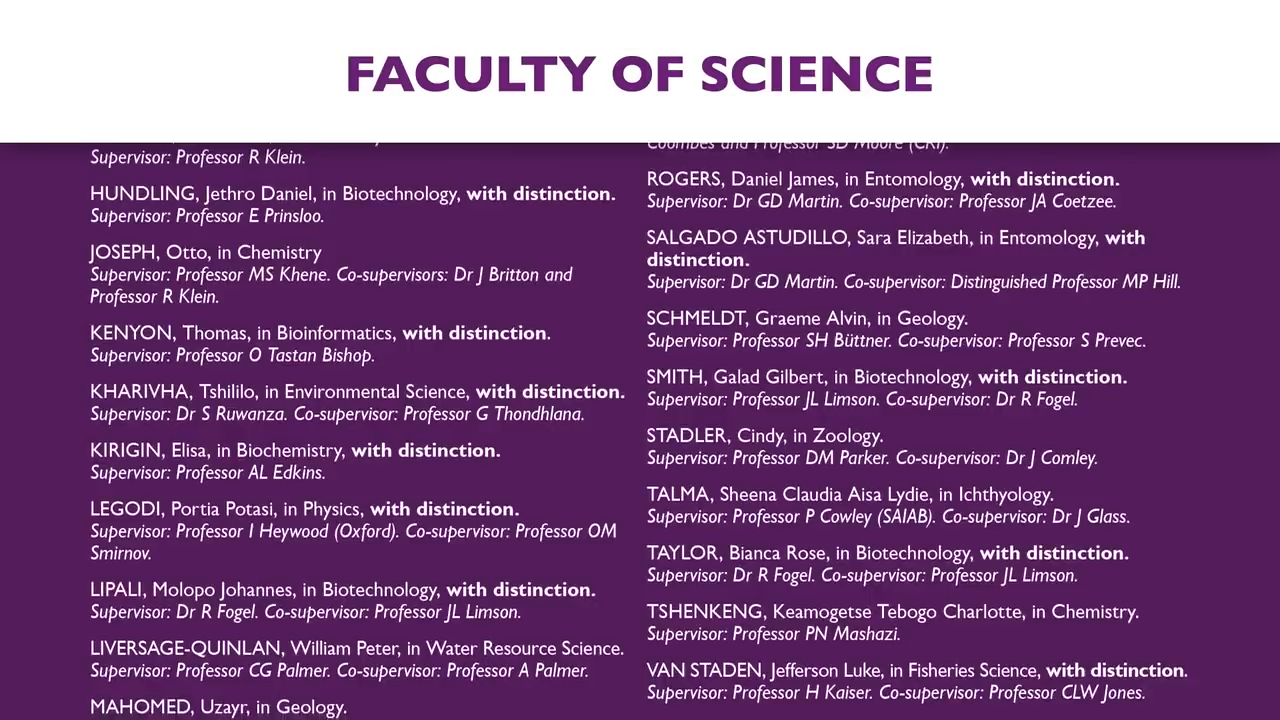 FACULTY OF SCIENCE
Supervisor: Professor R Klein.
HUNDLING, Jethro Daniel, in Biotechnology, with distinction.
Supervisor: Professor E Prinsloo.
JOSEPH, Otto, in Chemistry
Supervisor: Professor MS Khene. Co-supervisors: Dr J Britton and
Professor R Klein.
KENYON, Thomas, in Bioinformatics, with distinction.
Supervisor: Professor O Tastan Bishop.
KHARIVHA, Tshililo, in Environmental Science, with distinction.
Supervisor: Dr S Ruwanza. Co-supervisor: Professor G Thondhlana.
KIRIGIN, Elisa, in Biochemistry, with distinction.
Supervisor: Professor AL Edkins.
LEGODI, Portia Potasi, in Physics, with distinction.
Supervisor: Professor I Heywood (Oxford). Co-supervisor: Professor OM
Smirnov.
LIPALI, Molopo Johannes, in Biotechnology, with distinction.
Supervisor: Dr R Fogel. Co-supervisor: Professor JL Limson.
LIVERSAGE-QUINLAN, William Peter, in Water Resource Science.
Supervisor: Professor CG Palmer. Co-supervisor: Professor A Palmer.
MAHOMED, Uzayr, in Geology.
Coombes and Professor SD Moore (CRI).
ROGERS, Daniel James, in Entomology, with distinction.
Supervisor: Dr GD Martin. Co-supervisor: Professor JA Coetzee.
SALGADO ASTUDILLO, Sara Elizabeth, in Entomology, with
distinction.
Supervisor: Dr GD Martin. Co-supervisor: Distinguished Professor MP Hill.
SCHMELDT, Graeme Alvin, in Geology.
Supervisor: Professor SH Büttner. Co-supervisor: Professor S Prevec.
SMITH, Galad Gilbert, in Biotechnology, with distinction.
Supervisor: Professor JL Limson. Co-supervisor: Dr R Fogel.
STADLER, Cindy, in Zoology.
Supervisor: Professor DM Parker. Co-supervisor: Dr J Comley.
TALMA, Sheena Claudia Aisa Lydie, in Ichthyology.
Supervisor: Professor P Cowley (SAIAB). Co-supervisor: Dr J Glass.
TAYLOR, Bianca Rose, in Biotechnology, with distinction.
Supervisor: Dr R Fogel. Co-supervisor: Professor JL Limson.
TSHENKENG, Keamogetse Tebogo Charlotte, in Chemistry.
Supervisor: Professor PN Mashazi.
VAN STADEN, Jefferson Luke, in Fisheries Science, with distinction.
Supervisor: Professor H Kaiser. Co-supervisor: Professor CLW Jones.